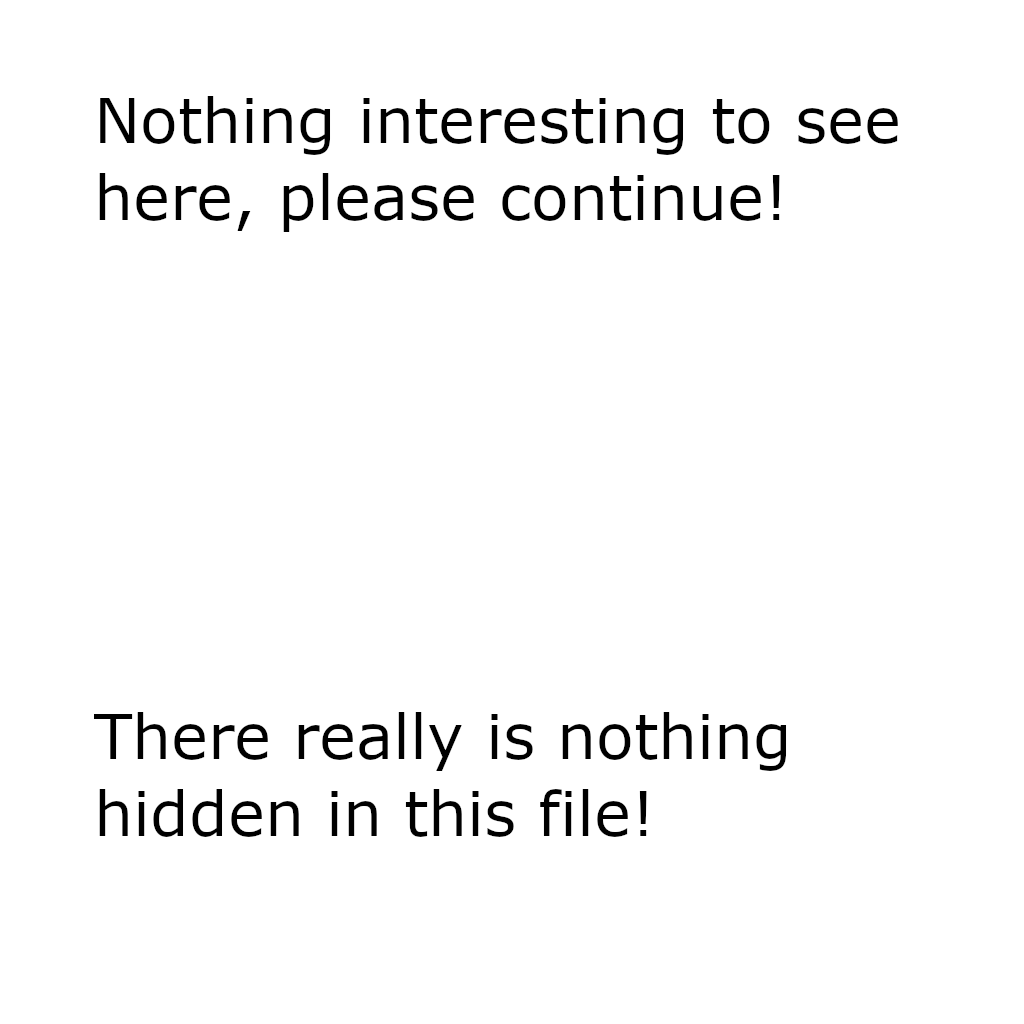 Nothing interesting to see
here, please continue!
There really is nothing
hidden in this file!